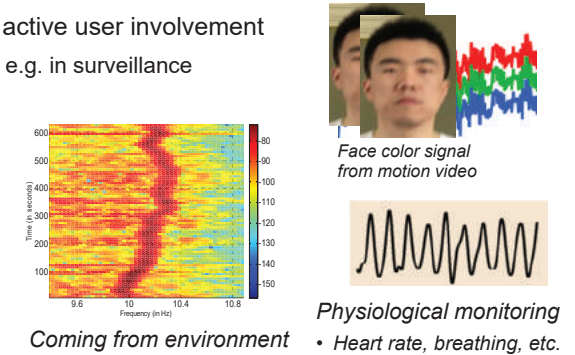 active user involvement
e.g. in surveillance
Face color signal
from motion video
600
500
400
300
200
100
Time (in seconds)
9.6 10 10.4 10.8
Frequency (in Hz)
-80
-90
-100
-110
-120
-130
-140
-150
Coming from environment
Physiological monitoring
• Heart rate, breathing, etc.